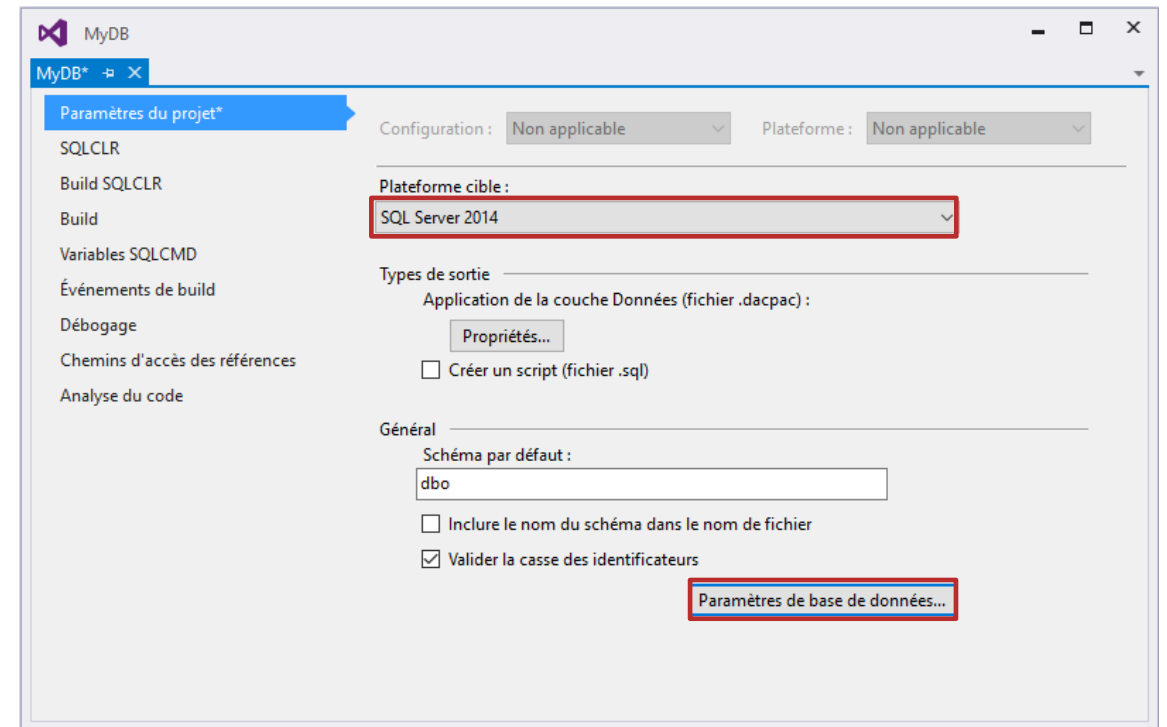 MyDB
MyDB*
Paramètres du projet*
SQLCLR
Build SQLCLR
Build
Variables SQLCMD
Événements de build
Débogage
Chemins d'accès des références
Analyse du code
Configuration : Non applicable Plateforme : Non applicable
Plateforme cible :
SQL Server 2014
Types de sortie
Application de la couche Données (fichier .dacpac) :
Propriétés...
Créer un script (fichier .sql)
Général
Schéma par défaut :
dbo
Inclure le nom du schéma dans le nom de fichier
Valider la casse des identificateurs
Paramètres de base de données...